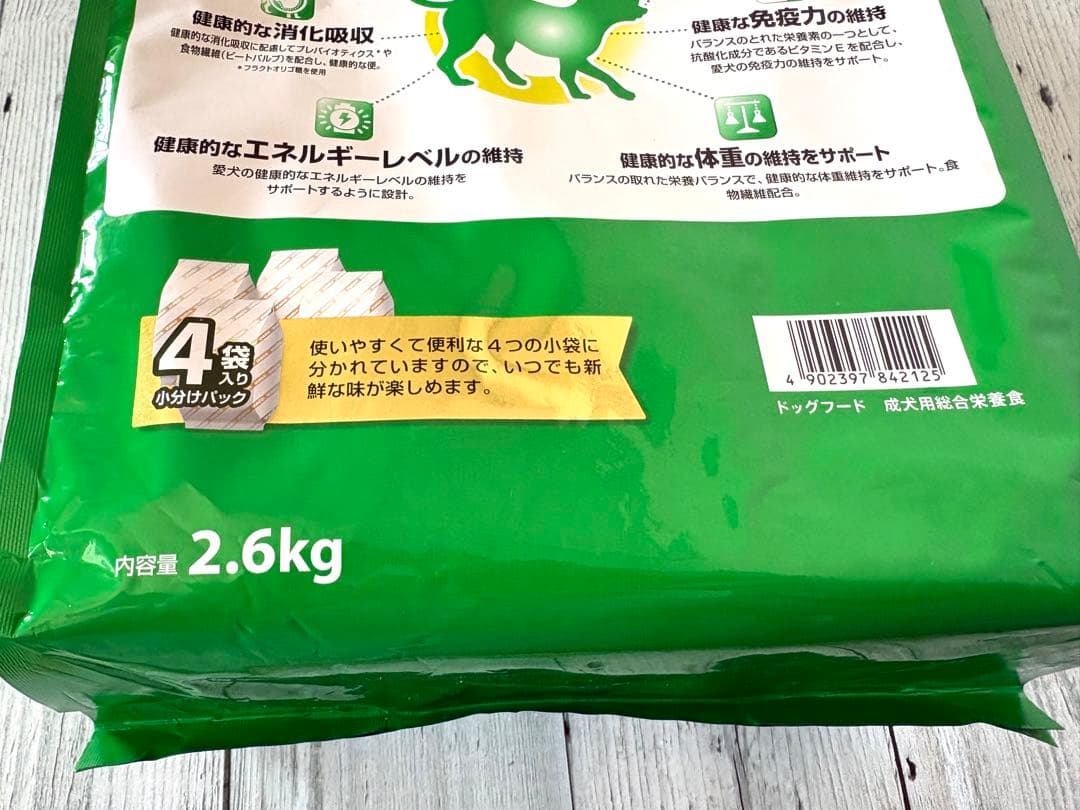 健康的な消化吸収
健康的な消化吸収に配慮してプレバイオティクス*や
食物繊維(ビートパルプ)を配合し、健康的な便。
*フラクトオリゴ糖を使用
健康な免疫力の維持
バランスのとれた栄養素の一つとして、
抗酸化成分であるビタミンEを配合し、
愛犬の免疫力の維持をサポート。
健康的なエネルギーレベルの維持
愛犬の健康的なエネルギーレベルの維持を
サポートするように設計。
健康的な体重の維持をサポート
バランスの取れた栄養バランスで、健康的な体重維持をサポート。食
物繊維配合。
4袋入り
小分けパック
使いやすくて便利な4つの小袋に
分かれていますので、いつでも新
鮮な味が楽しめます。
4 902397 842125
ドッグフード 成犬用総合栄養食
内容量 2.6kg